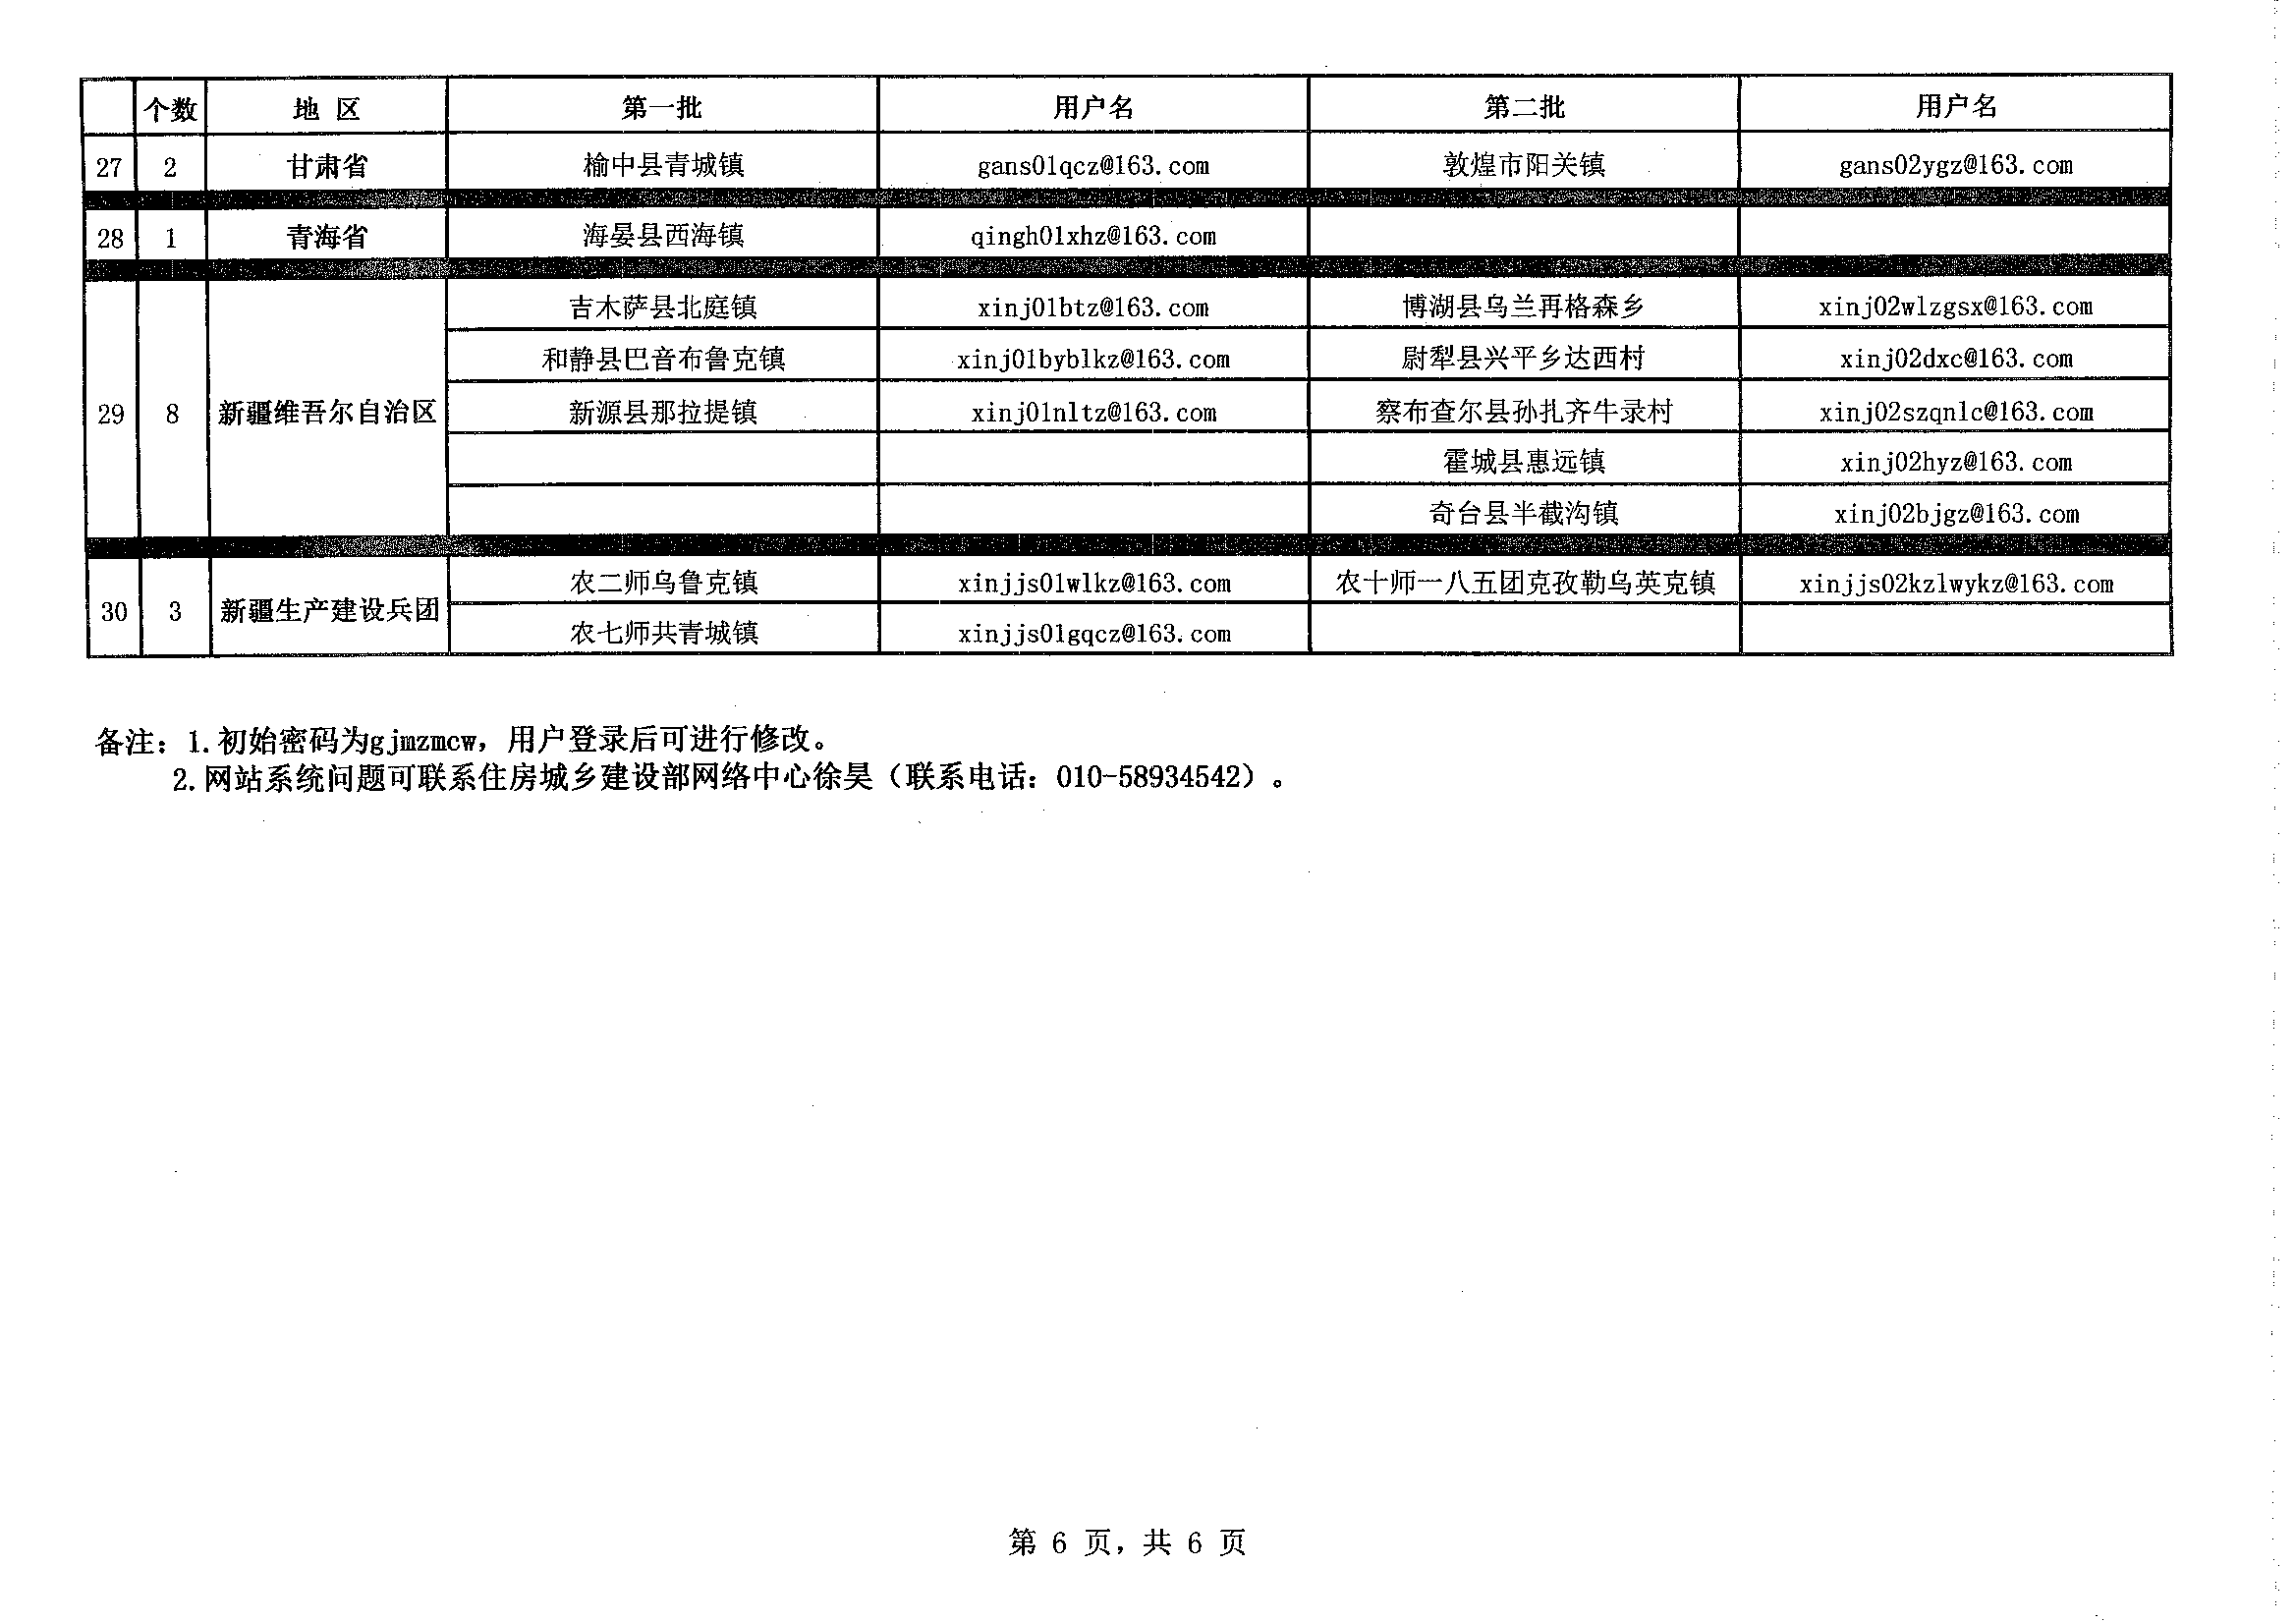 个数 地 区 第一批 用户名 第二批 用户名
27 2 甘肃省 榆中县青城镇 gans01qcz@163.com 敦煌市阳关镇 gans02ygz@163.com
28 1 青海省 海晏县西海镇 qingh01xhz@163.com
吉木萨县北庭镇 xinj01btz@163.com 博湖县乌兰再格森乡 xinj02wlzgsx@163.com
和静县巴音布鲁克镇 xinj01byblkz@163.com 尉犁县兴平乡达西村 xinj02dxc@163.com
29 8 新疆维吾尔自治区 新源县那拉提镇 xinj01nltz@163.com 察布查尔县孙扎齐牛录村 xinj02szqnlc@163.com
霍城县惠远镇 xinj02hyz@163.com
奇台县半截沟镇 xinj02bjgz@163.com
30 3 新疆生产建设兵团 农二师乌鲁克镇 xinjjs01wlkz@163.com 农十师一八五团克孜勒乌英克镇 xinjjs02kzlwykz@163.com
农七师共青城镇 xinjjs01gqcz@163.com
备注：1.初始密码为gjmzmcw，用户登录后可进行修改。
2.网站系统问题可联系住房城乡建设部网络中心徐昊（联系电话：010-58934542）。
第 6 页，共 6 页